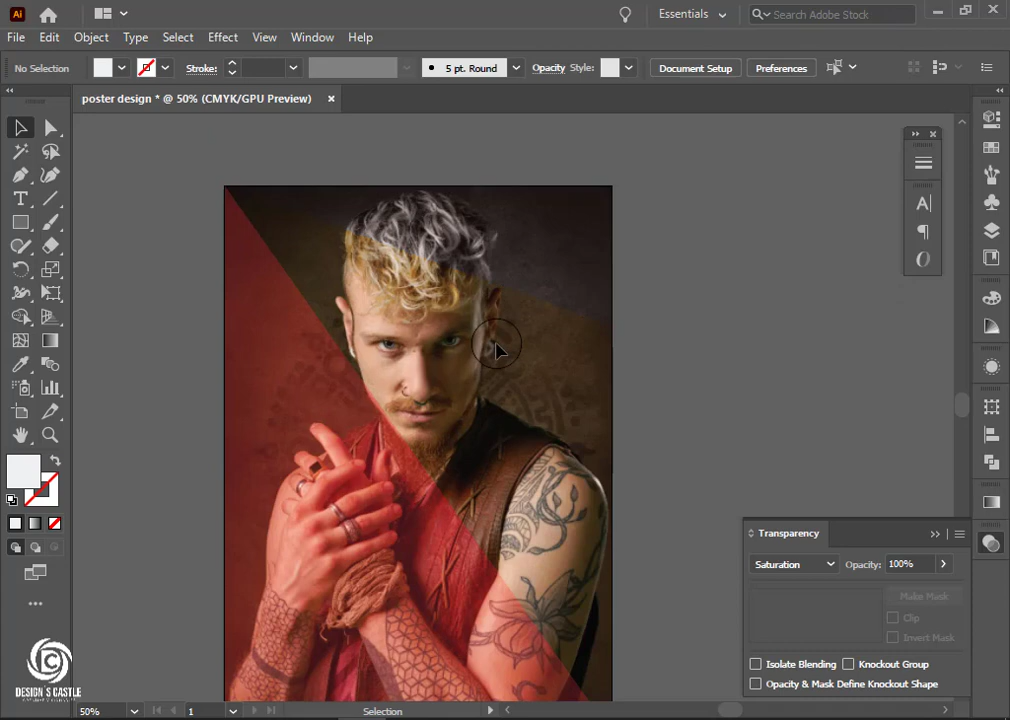 Ai
Essentials
Search Adobe Stock
File Edit Object Type Select Effect View Window Help
No Selection
Stroke:
5 pt. Round
Opacity
Style:
Document Setup
Preferences
poster design * @ 50% (CMYK/GPU Preview)
Transparency
Saturation
Opacity:
100%
Make Mask
Clip
Invert Mask
Isolate Blending
Knockout Group
Opacity & Mask Define Knockout Shape
DESIGN'S CASTLE
50%
1
Selection